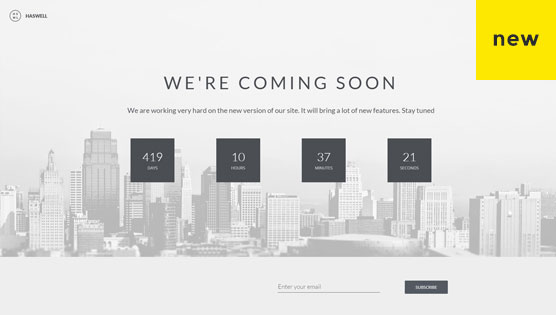 HASWELL
new
WE'RE COMING SOON
We are working very hard on the new version of our site. It will bring a lot of new features. Stay tuned
419
DAYS
10
HOURS
37
MINUTES
21
SECONDS
Enter your email
SUBSCRIBE